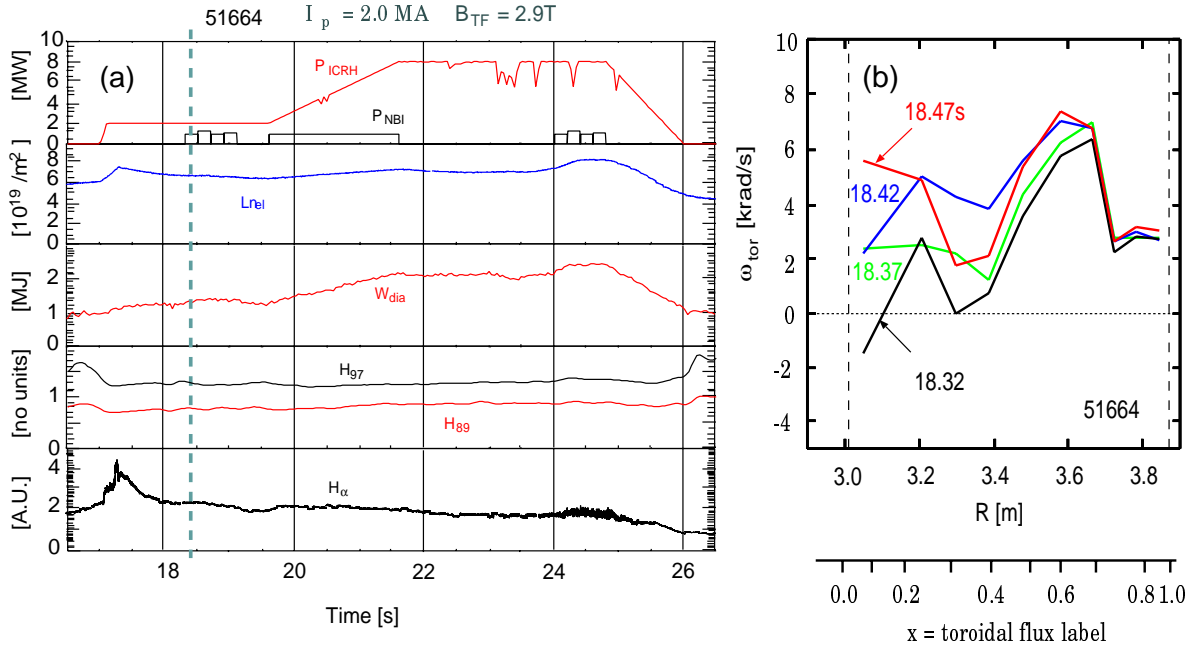 51664 I p = 2.0 MA B TF = 2.9T
(a)
[MW]
10
8
6
4
2
0
P ICRH
P NBI
[10^19 /m^2]
8
6
4
2
0
Ln el
[MJ]
2
1
0
W dia
[no units]
1
0
H 97
H 89
[A.U.]
4
2
0
H α
18 20 22 24 26
Time [s]
(b)
ω tor [krad/s]
10
8
6
4
2
0
-2
-4
18.47s
18.42
18.37
18.32
51664
3.0 3.2 3.4 3.6 3.8
R [m]
0.0 0.2 0.4 0.6 0.8 1.0
x = toroidal flux label